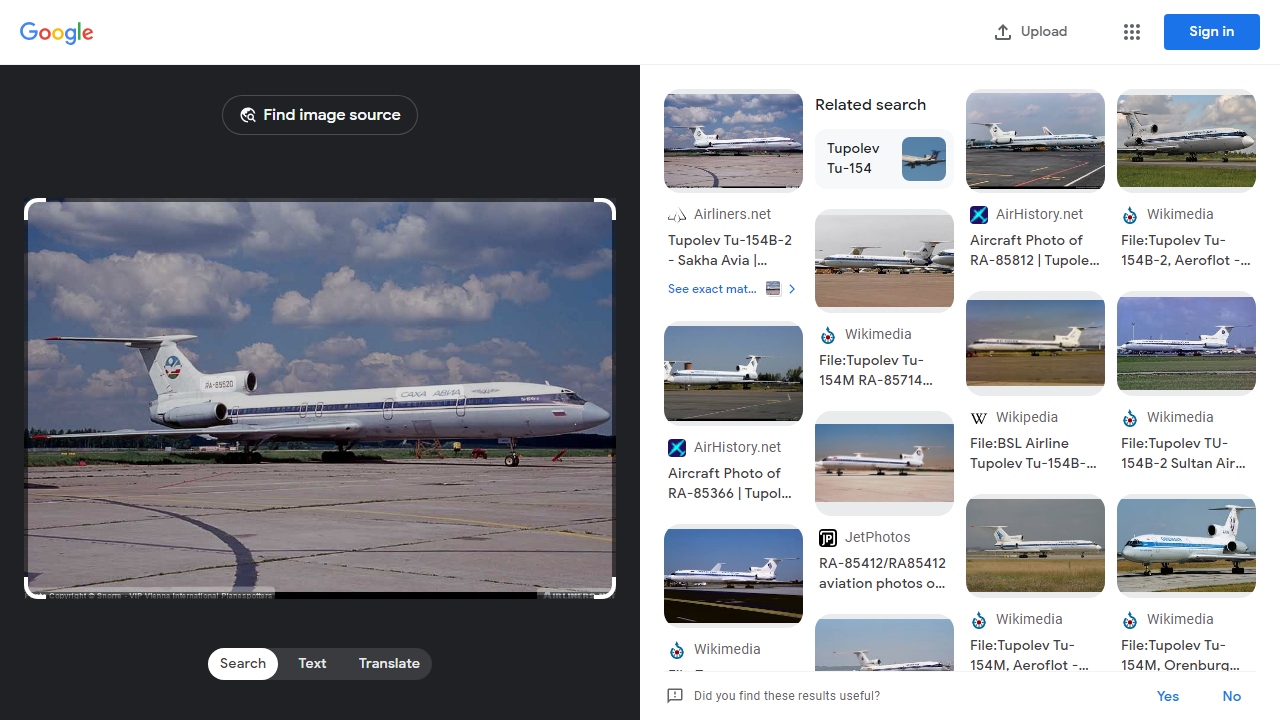 Google
Upload
Sign in
Find image source
RA-85520
САХА АВИА
Copyright © Snorre - VIP Vienna International Planespotters
AIRLINERS
Search
Text
Translate
Airliners.net
Tupolev Tu-154B-2
- Sakha Avia |...
See exact mat...
AirHistory.net
Aircraft Photo of
RA-85366 | Tupol...
Wikimedia
Related search
Tupolev
Tu-154
Wikimedia
File:Tupolev Tu-
154M RA-85714...
JetPhotos
RA-85412/RA85412
aviation photos o...
AirHistory.net
Aircraft Photo of
RA-85812 | Tupole...
Wikipedia
File:BSL Airline
Tupolev Tu-154B-...
Wikimedia
File:Tupolev Tu-
154M, Aeroflot -...
Wikimedia
File:Tupolev Tu-
154B-2, Aeroflot -...
Wikimedia
File:Tupolev TU-
154B-2 Sultan Air...
Wikimedia
File:Tupolev Tu-
154M, Orenburg...
Did you find these results useful?
Yes
No